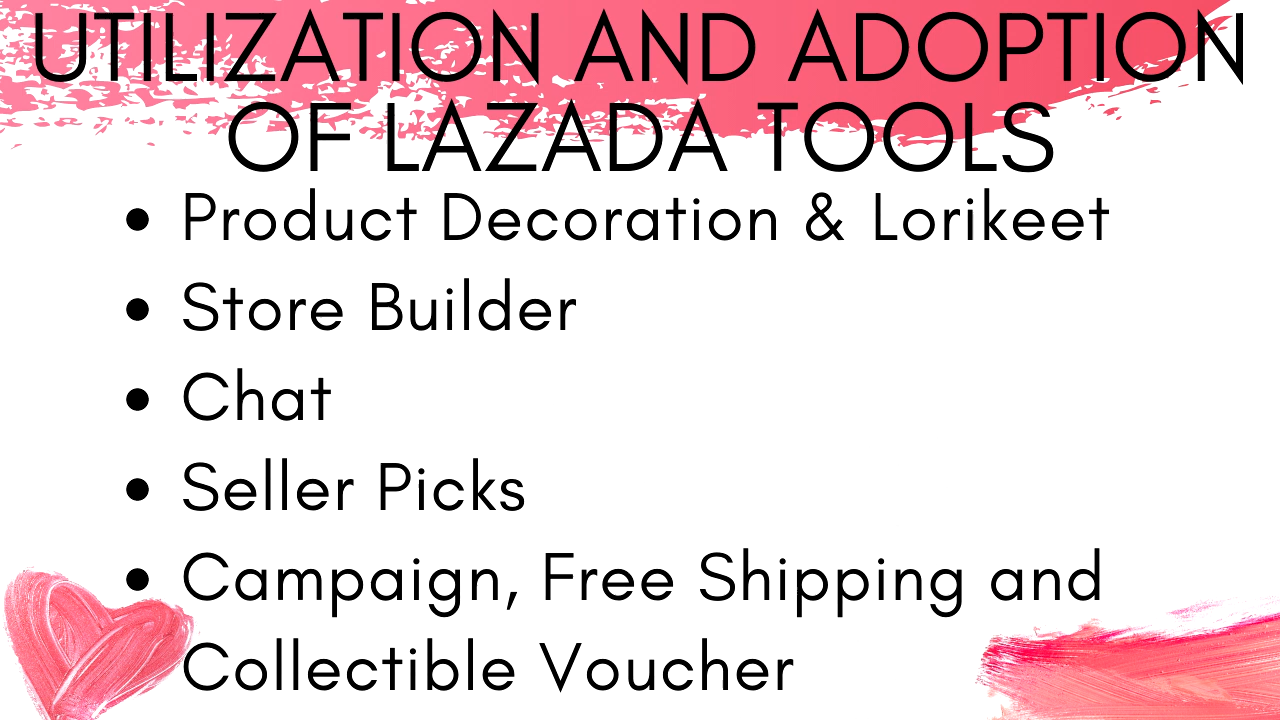 UTILIZATION AND ADOPTION
OF LAZADA TOOLS
• Product Decoration & Lorikeet
• Store Builder
• Chat
• Seller Picks
• Campaign, Free Shipping and
Collectible Voucher